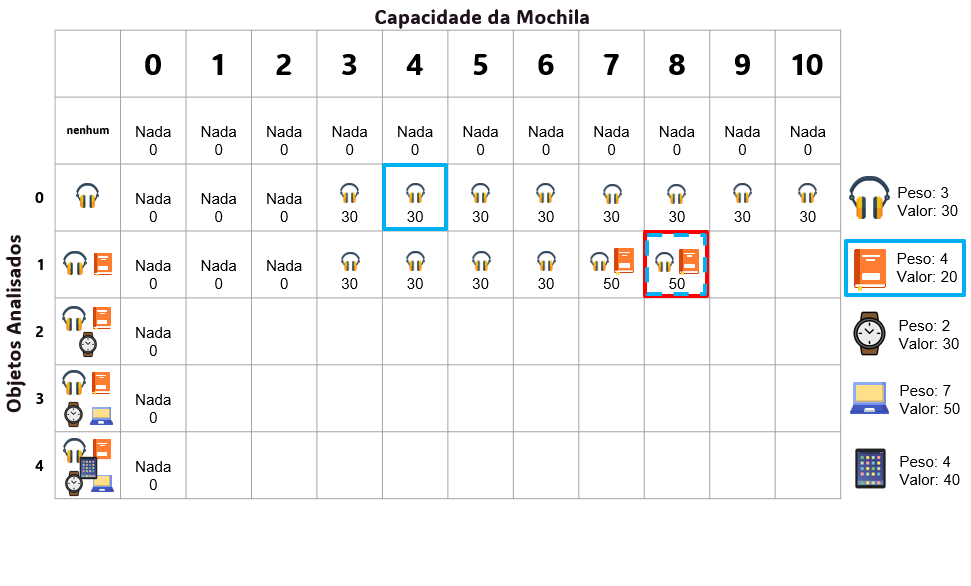 Capacidade da Mochila
0 1 2 3 4 5 6 7 8 9 10
nenhum Nada Nada Nada Nada Nada Nada Nada Nada Nada Nada Nada
0 0 0 0 0 0 0 0 0 0 0
0 Nada Nada Nada
0 0 0 30 30 30 30 30 30 30 30
Peso: 3
Valor: 30
1 Nada Nada Nada
0 0 0 30 30 30 30 50 50
Peso: 4
Valor: 20
2 Nada
0
Peso: 2
Valor: 30
3 Nada
0
Peso: 7
Valor: 50
4 Nada
0
Peso: 4
Valor: 40
Objetos Analisados